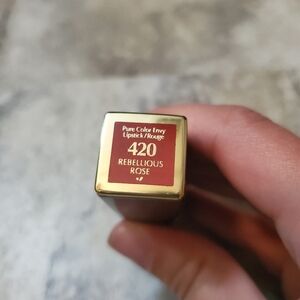 Pure Color Envy
Lipstick/Rouge
420
REBELLIOUS
ROSE